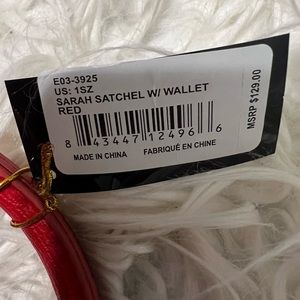 E03-3925
US: 1SZ
SARAH SATCHEL W/ WALLET
RED
8 43447 12496 6
MADE IN CHINA FABRIQUÉ EN CHINE
MSRP $129.00